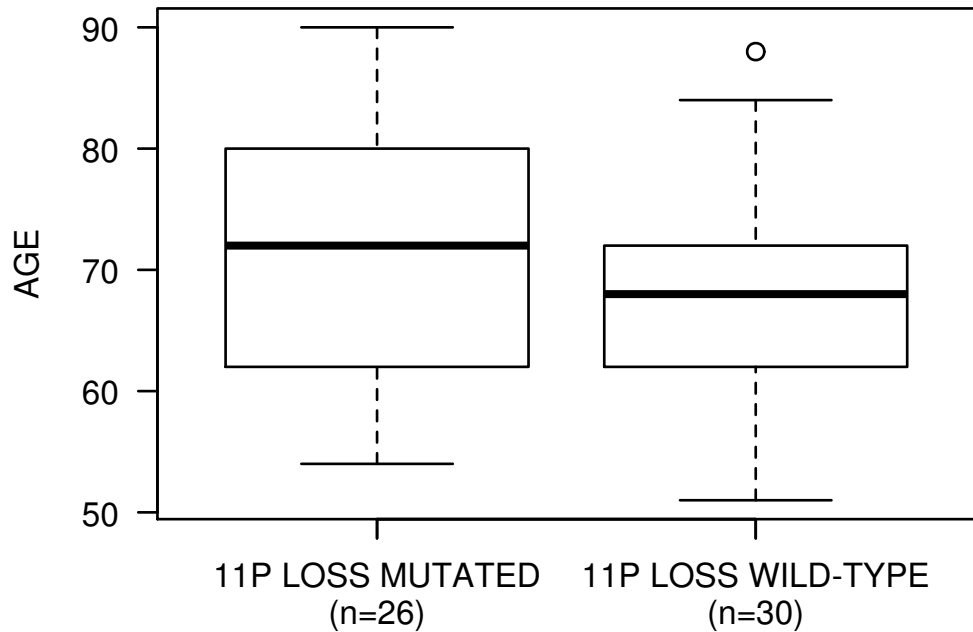 90
80
70
60
50
AGE
11P LOSS MUTATED
(n=26)
11P LOSS WILD-TYPE
(n=30)